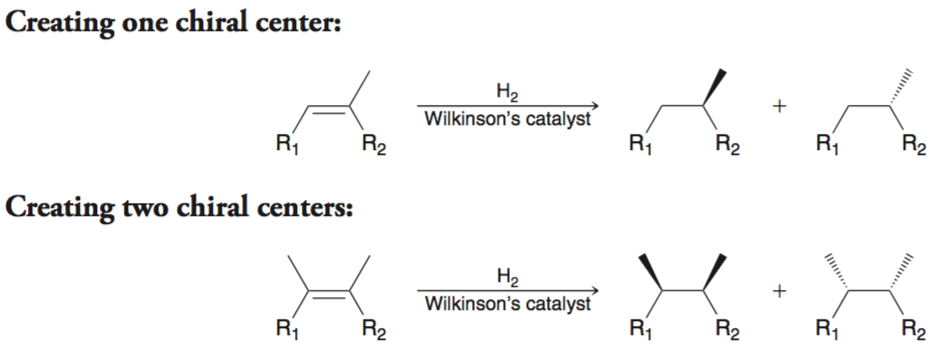 Creating one chiral center:
H₂
Wilkinson's catalyst
+
R₁ R₂ R₁ R₂ R₁ R₂
Creating two chiral centers:
H₂
Wilkinson's catalyst
+
R₁ R₂ R₁ R₂ R₁ R₂